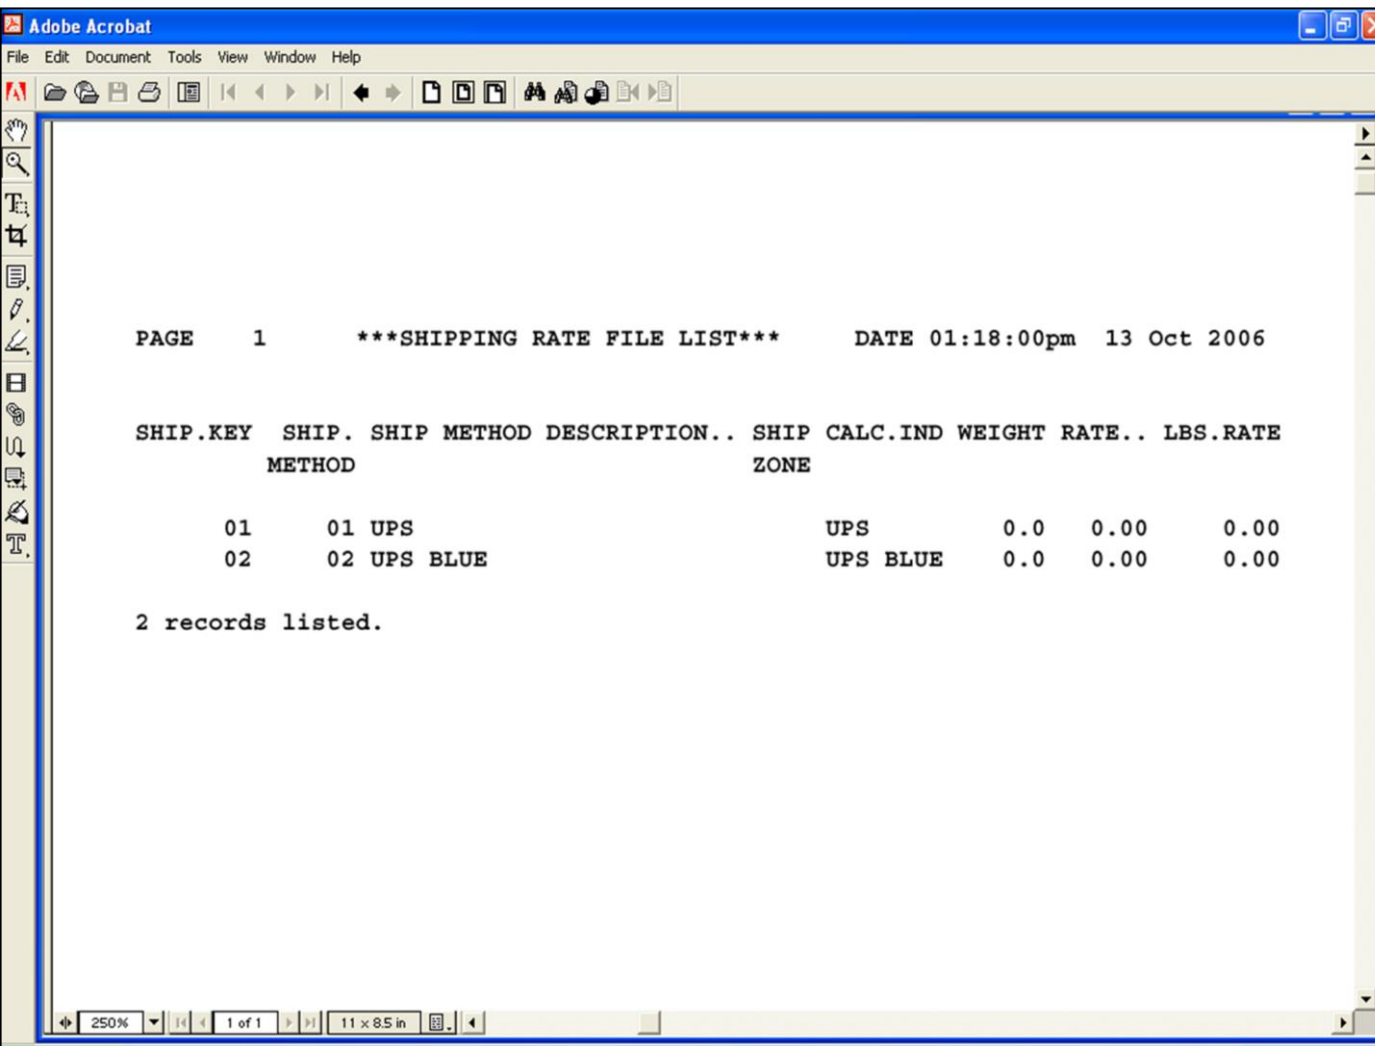 Adobe Acrobat
File Edit Document Tools View Window Help
PAGE 1 ***SHIPPING RATE FILE LIST*** DATE 01:18:00pm 13 Oct 2006
SHIP.KEY SHIP. SHIP METHOD DESCRIPTION.. SHIP CALC.IND WEIGHT RATE.. LBS.RATE
METHOD ZONE
01 01 UPS UPS 0.0 0.00 0.00
02 02 UPS BLUE UPS BLUE 0.0 0.00 0.00
2 records listed.
250% 1 of 1 11 x 8.5 in